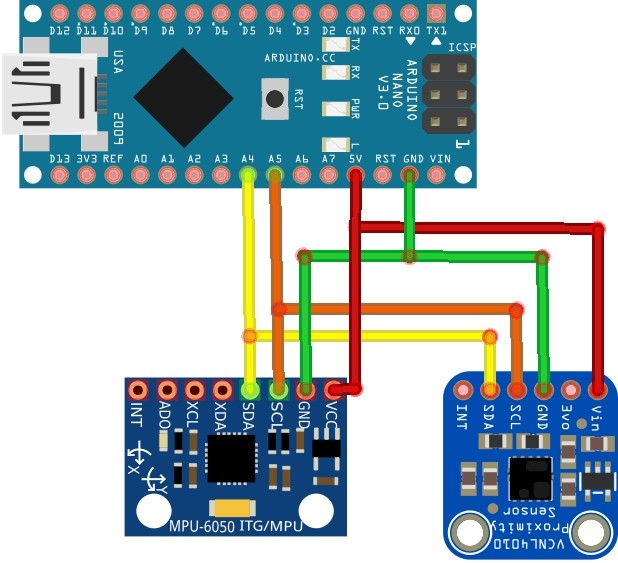 D12 D11 D10 D9 D8 D7 D6 D5 D4 D3 D2 GND RST RX0 TX1
TX
ICSP
USA
ARDUINO.CC
RX
ARDUINO
NANO
V3.0
RST
PWR
2009
L
1
D13 3V3 REF A0 A1 A2 A3 A4 A5 A6 A7 5V RST GND VIN
INT AD0 XCL XDA SDA SCL GND VCC
INT SDA SCL GND 3vo Vin
X
Y
MPU-6050 ITG/MPU
Sensor
Proximity
VCNL4010